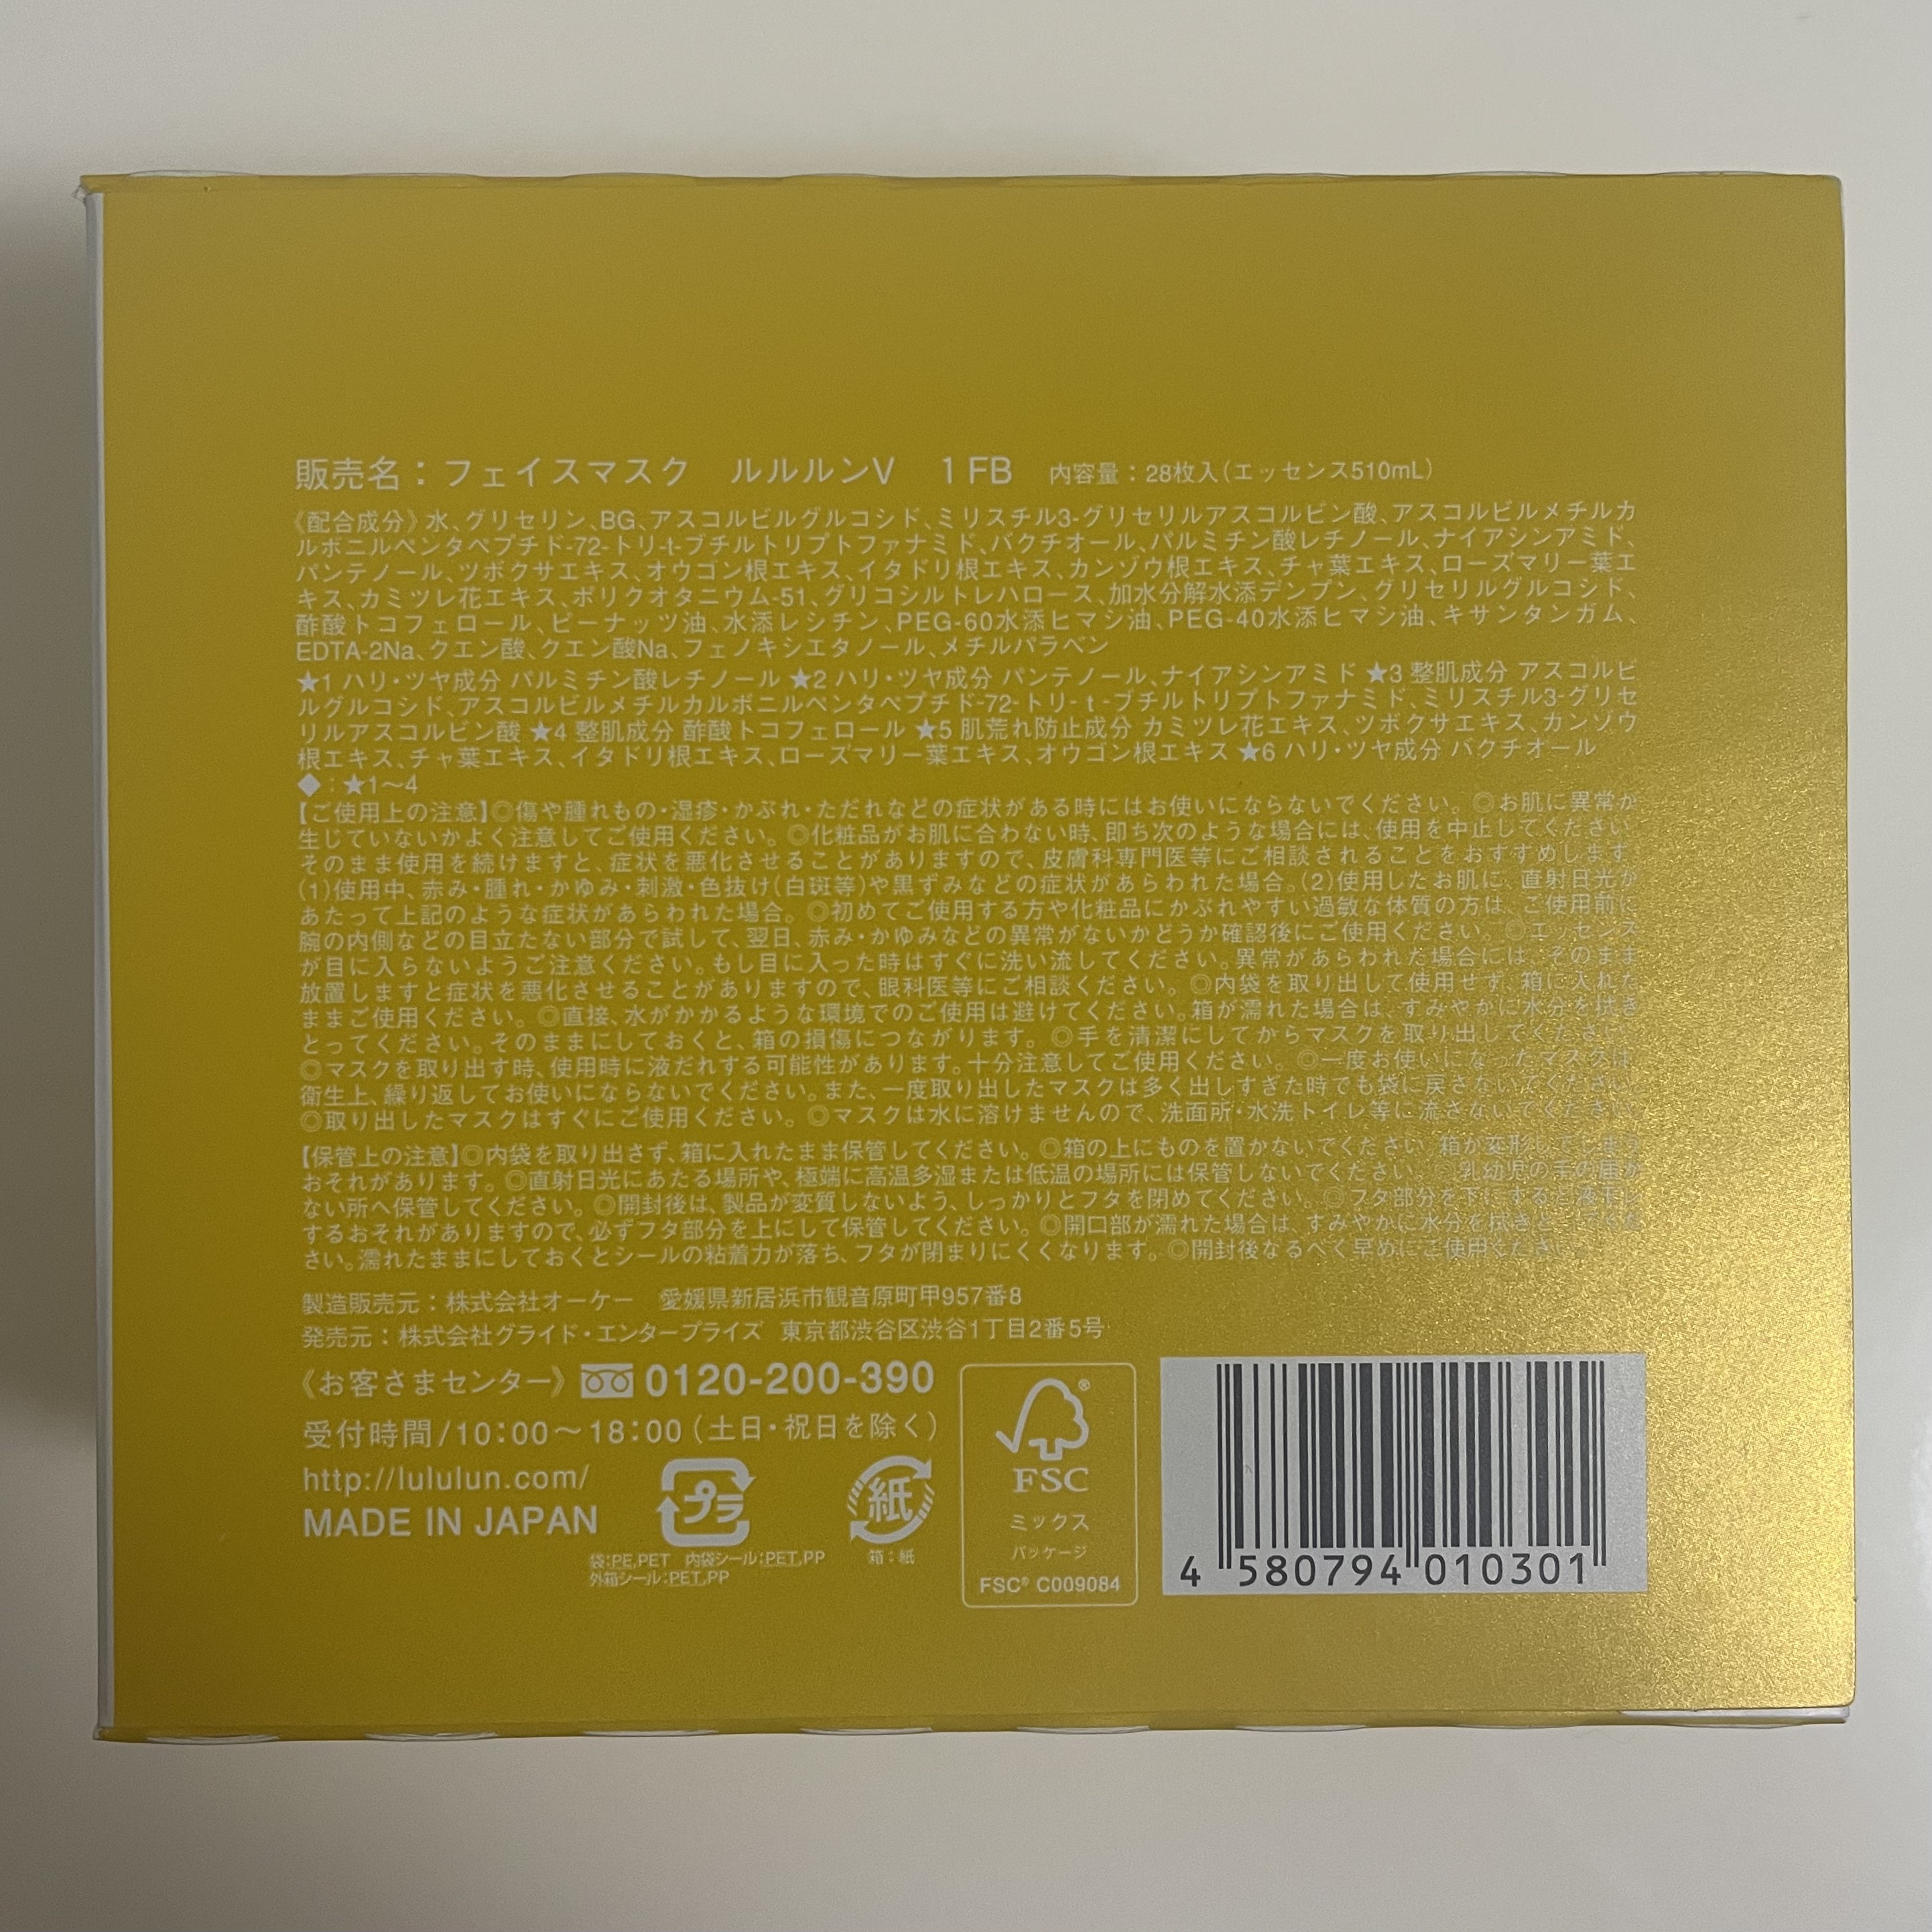 販売名：フェイスマスク　ルルルンV　1 FB　内容量：28枚入（エッセンス510mL）
《配合成分》水、グリセリン、BG、アスコルビルグルコシド、ミリスチル3-グリセリルアスコルビン酸、アスコルビルメチルカ
ルボニルペンタペプチド-72-トリ-t-ブチルトリプトファナミド、バクチオール、パルミチン酸レチノール、ナイアシンアミド、
パンテノール、ツボクサエキス、オウゴン根エキス、イタドリ根エキス、カンゾウ根エキス、チャ葉エキス、ローズマリー葉エ
キス、カミツレ花エキス、ポリクオタニウム-51、グリコシルトレハロース、加水分解水添デンプン、グリセリルグルコシド、
酢酸トコフェロール、ピーナッツ油、水添レシチン、PEG-60水添ヒマシ油、PEG-40水添ヒマシ油、キサンタンガム、
EDTA-2Na、クエン酸、クエン酸Na、フェノキシエタノール、メチルパラベン
★1 ハリ・ツヤ成分 パルミチン酸レチノール ★2 ハリ・ツヤ成分 パンテノール、ナイアシンアミド ★3 整肌成分 アスコルビ
ルグルコシド、アスコルビルメチルカルボニルペンタペプチド-72-トリ-t-ブチルトリプトファナミド、ミリスチル3-グリセ
リルアスコルビン酸 ★4 整肌成分 酢酸トコフェロール ★5 肌荒れ防止成分 カミツレ花エキス、ツボクサエキス、カンゾウ
根エキス、チャ葉エキス、イタドリ根エキス、ローズマリー葉エキス、オウゴン根エキス ★6 ハリ・ツヤ成分 バクチオール
◆：★1〜4
【ご使用上の注意】◎傷や腫れもの・湿疹・かぶれ・ただれなどの症状がある時にはお使いにならないでください。◎お肌に異常が
生じていないかよく注意してご使用ください。◎化粧品がお肌に合わない時、即ち次のような場合には、使用を中止してください。
そのまま使用を続けますと、症状を悪化させることがありますので、皮膚科専門医等にご相談されることをおすすめします。
(1)使用中、赤み・腫れ・かゆみ・刺激・色抜け(白斑等)や黒ずみなどの症状があらわれた場合。(2)使用したお肌に、直射日光が
あたって上記のような症状があらわれた場合。◎初めてご使用する方や化粧品にかぶれやすい過敏な体質の方は、ご使用前に
腕の内側などの目立たない部分で試して、翌日、赤み・かゆみなどの異常がないかどうか確認後にご使用ください。◎エッセンス
が目に入らないようご注意ください。もし目に入った時はすぐに洗い流してください。異常があらわれた場合には、そのまま
放置しますと症状を悪化させることがありますので、眼科医等にご相談ください。◎内袋を取り出して使用せず、箱に入れた
ままご使用ください。◎直接、水がかかるような環境でのご使用は避けてください。箱が濡れた場合は、すみやかに水分を拭き
とってください。そのままにしておくと、箱の損傷につながります。◎手を清潔にしてからマスクを取り出してください。
◎マスクを取り出す時、使用時に液だれする可能性があります。十分注意してご使用ください。◎一度お使いになったマスクは、
衛生上、繰り返してお使いにならないでください。また、一度取り出したマスクは多く出しすぎた時でも袋に戻さないでください。
◎取り出したマスクはすぐにご使用ください。◎マスクは水に溶けませんので、洗面所・水洗トイレ等に流さないでください。
【保管上の注意】◎内袋を取り出さず、箱に入れたまま保管してください。◎箱の上にものを置かないでください。箱が変形してしまう
おそれがあります。◎直射日光にあたる場所や、極端に高温多湿または低温の場所には保管しないでください。◎乳幼児の手の届か
ない所へ保管してください。◎開封後は、製品が変質しないよう、しっかりとフタを閉めてください。◎フタ部分を下にすると
するおそれがありますので、必ずフタ部分を上にして保管してください。◎開口部が濡れた場合は、すみやかに水分を拭きと
さい。濡れたままにしておくとシールの粘着力が落ち、フタが閉まりにくくなります。◎開封後なるべく早めにご使用くださ
製造販売元：株式会社オーケー　愛媛県新居浜市観音原町甲957番8
発売元：株式会社グライド・エンタープライズ　東京都渋谷区渋谷1丁目2番5号
《お客さまセンター》0120-200-390
受付時間/10：00〜18：00（土日・祝日を除く）
http://lululun.com/
MADE IN JAPAN
プラ
袋：PE,PET　内袋シール：PET,PP
外箱シール：PET,PP
紙
箱：紙
FSC
ミックス
パッケージ
FSC® C009084
4 580794 010301